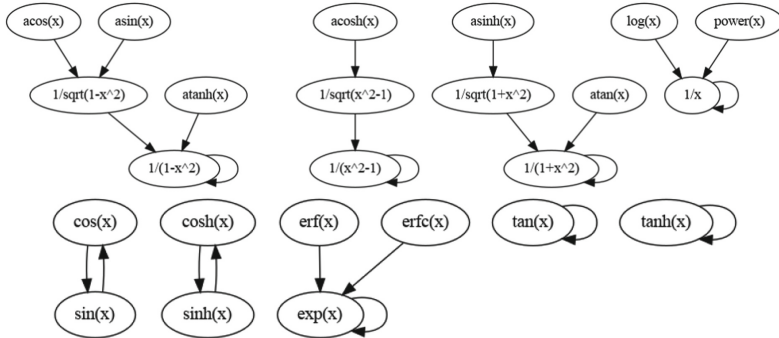 acos(x)
asin(x)
acosh(x)
asinh(x)
log(x)
power(x)
1/sqrt(1-x^2)
atanh(x)
1/sqrt(x^2-1)
1/sqrt(1+x^2)
atan(x)
1/x
1/(1-x^2)
1/(x^2-1)
1/(1+x^2)
cos(x)
cosh(x)
erf(x)
erfc(x)
tan(x)
tanh(x)
sin(x)
sinh(x)
exp(x)